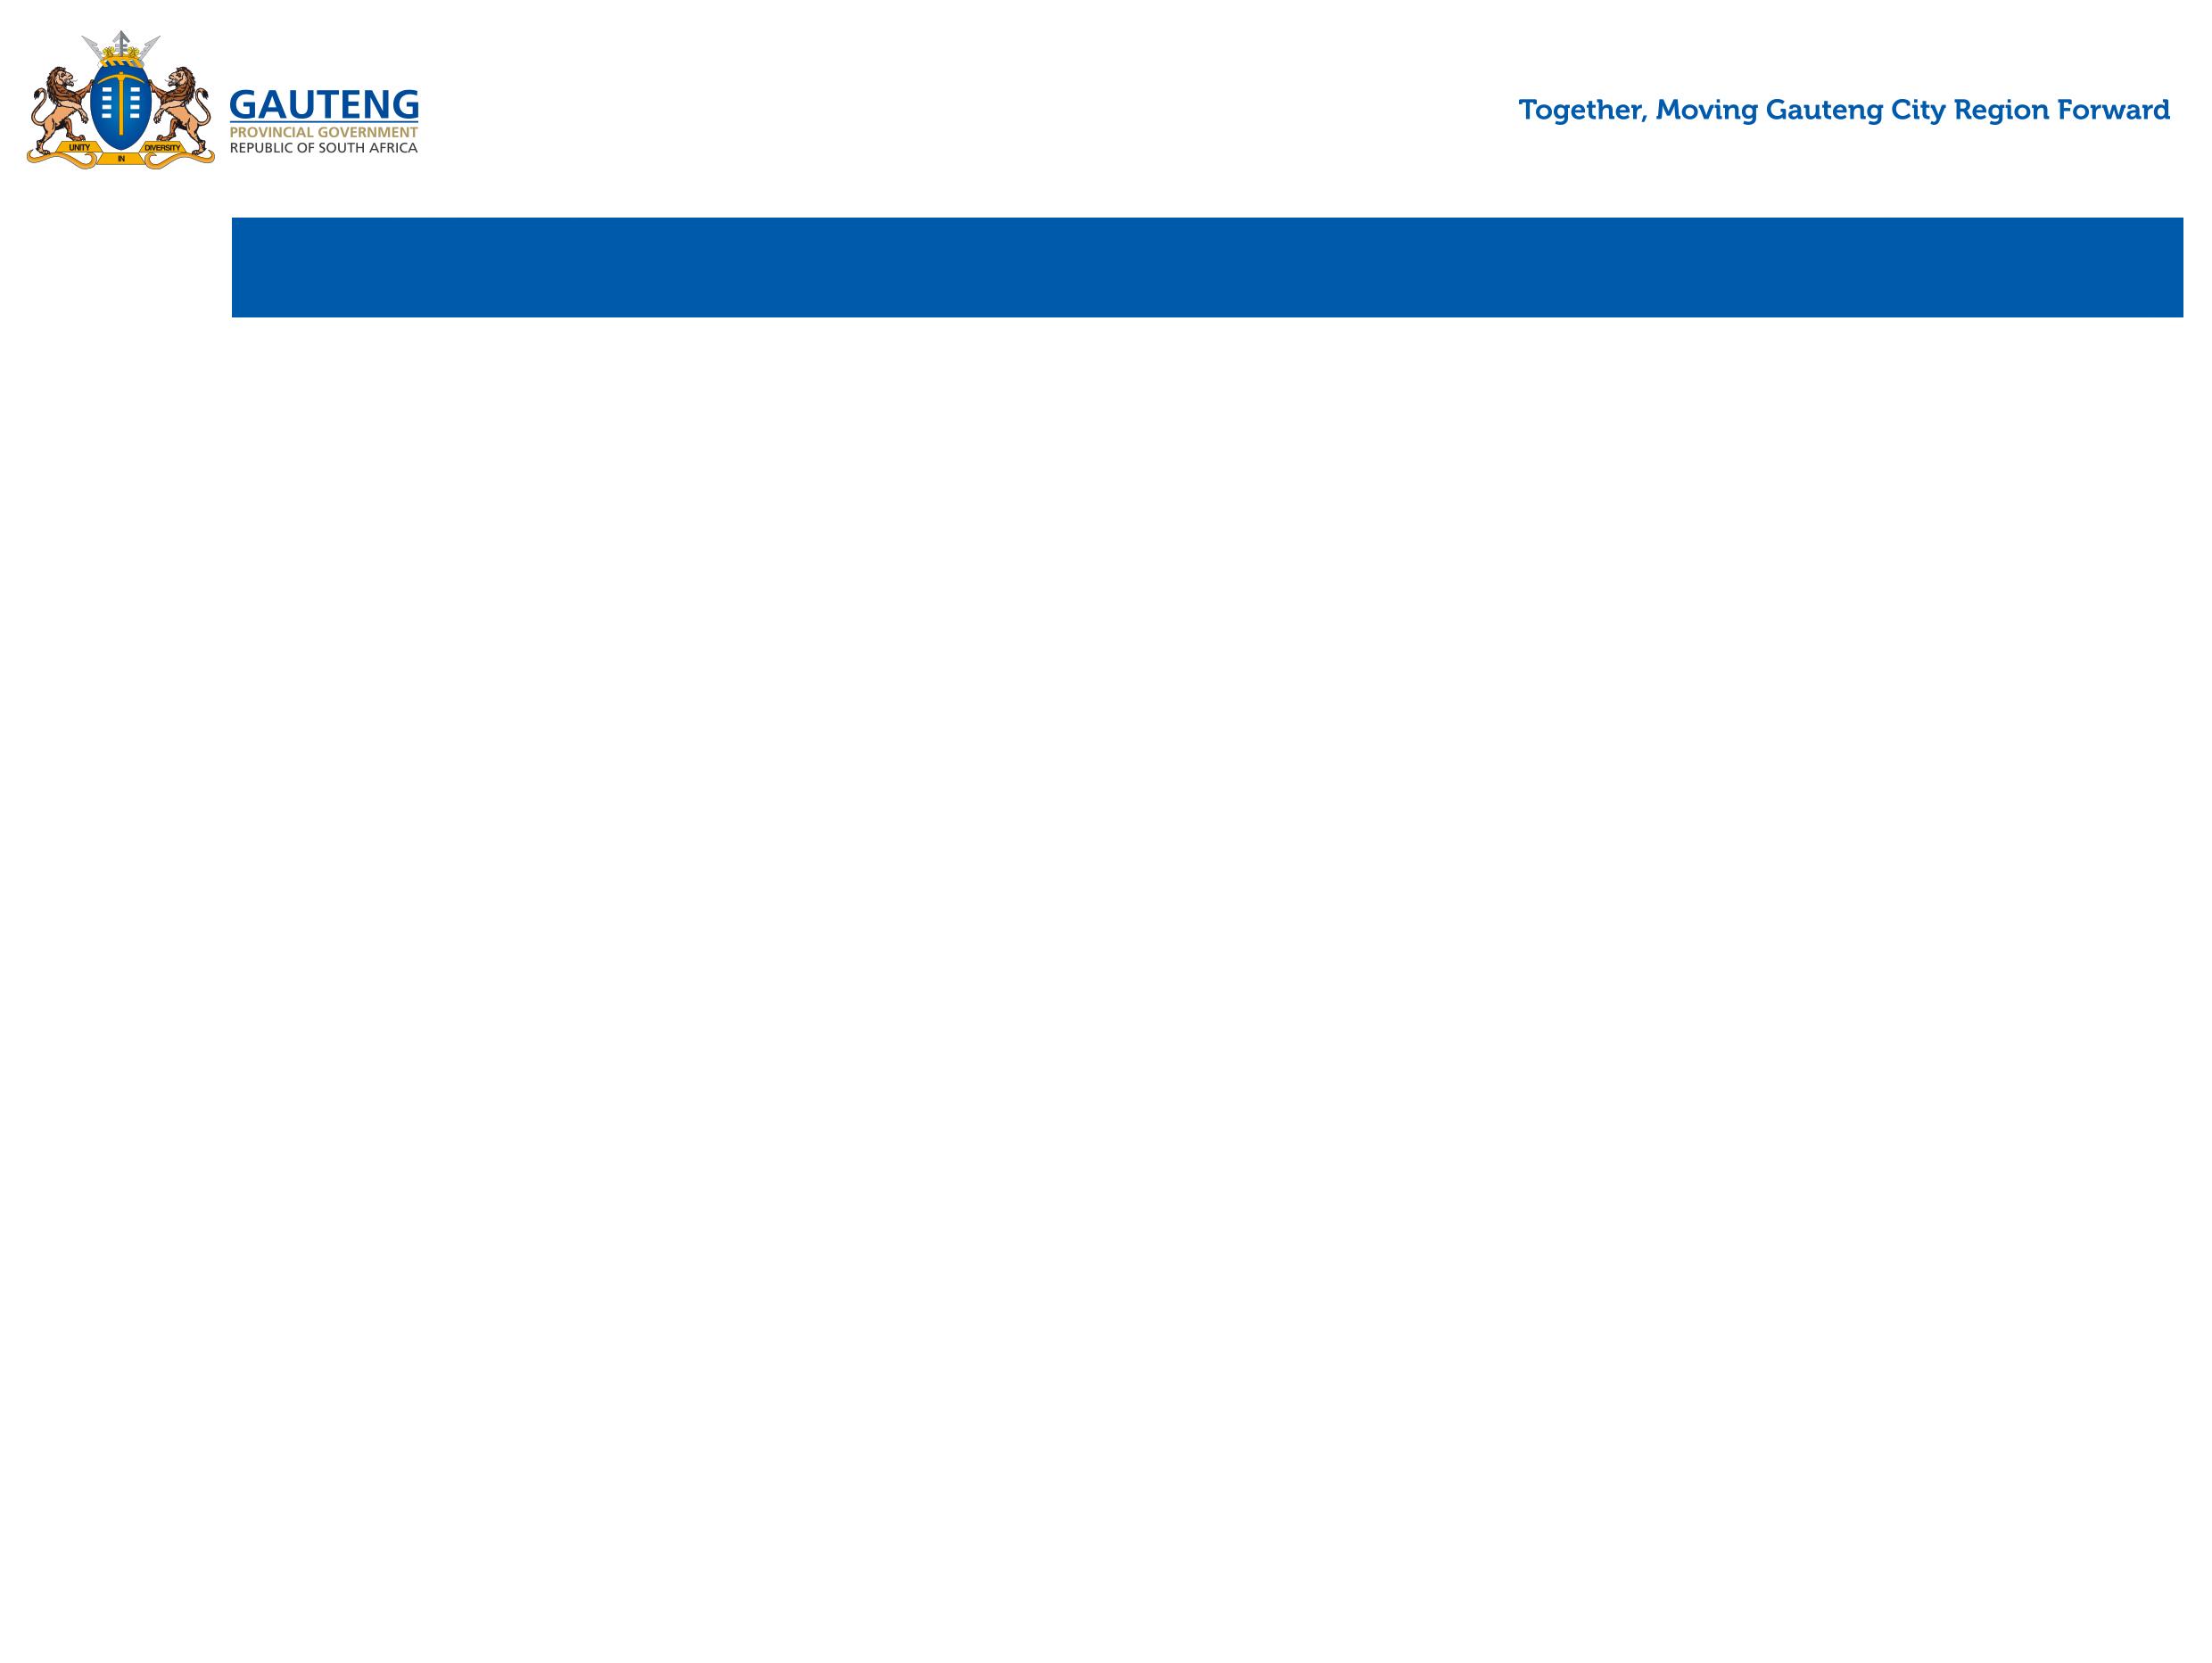 GAUTENG
PROVINCIAL GOVERNMENT
REPUBLIC OF SOUTH AFRICA
UNITY IN DIVERSITY
Together, Moving Gauteng City Region Forward